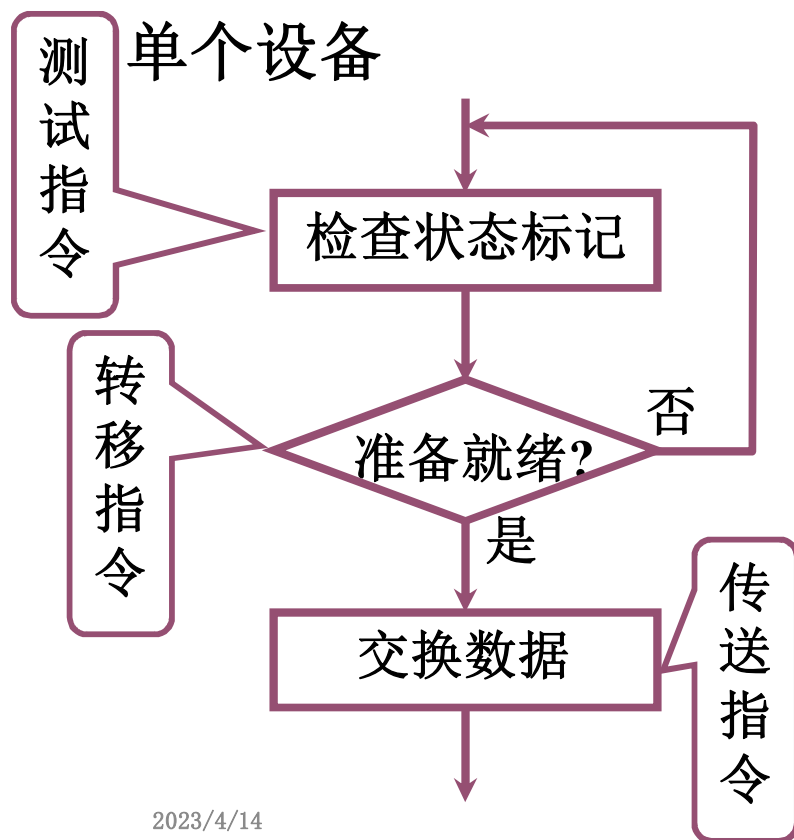 单个设备
测试指令
检查状态标记
转移指令
准备就绪?
否
是
交换数据
传送指令
2023/4/14